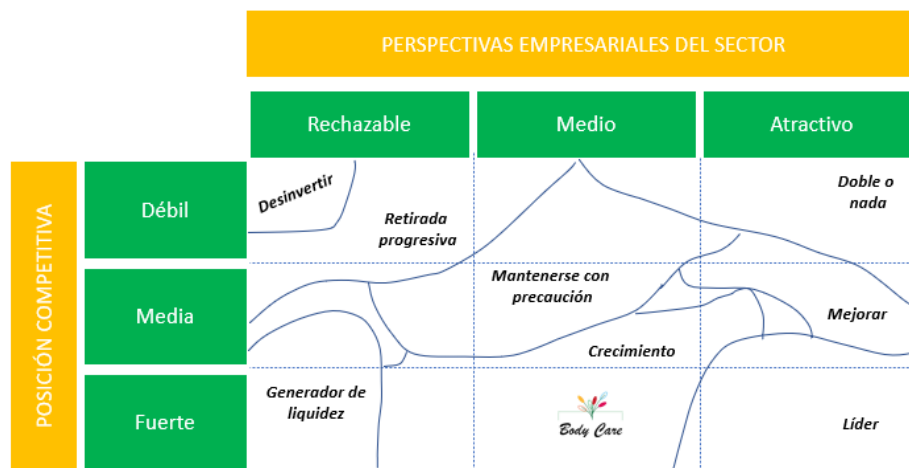 PERSPECTIVAS EMPRESARIALES DEL SECTOR
Rechazable
Medio
Atractivo
POSICIÓN COMPETITIVA
Débil
Desinvertir
Retirada
progresiva
Doble o
nada
Media
Mantenerse con
precaución
Mejorar
Crecimiento
Fuerte
Generador de
liquidez
Body Care
Líder